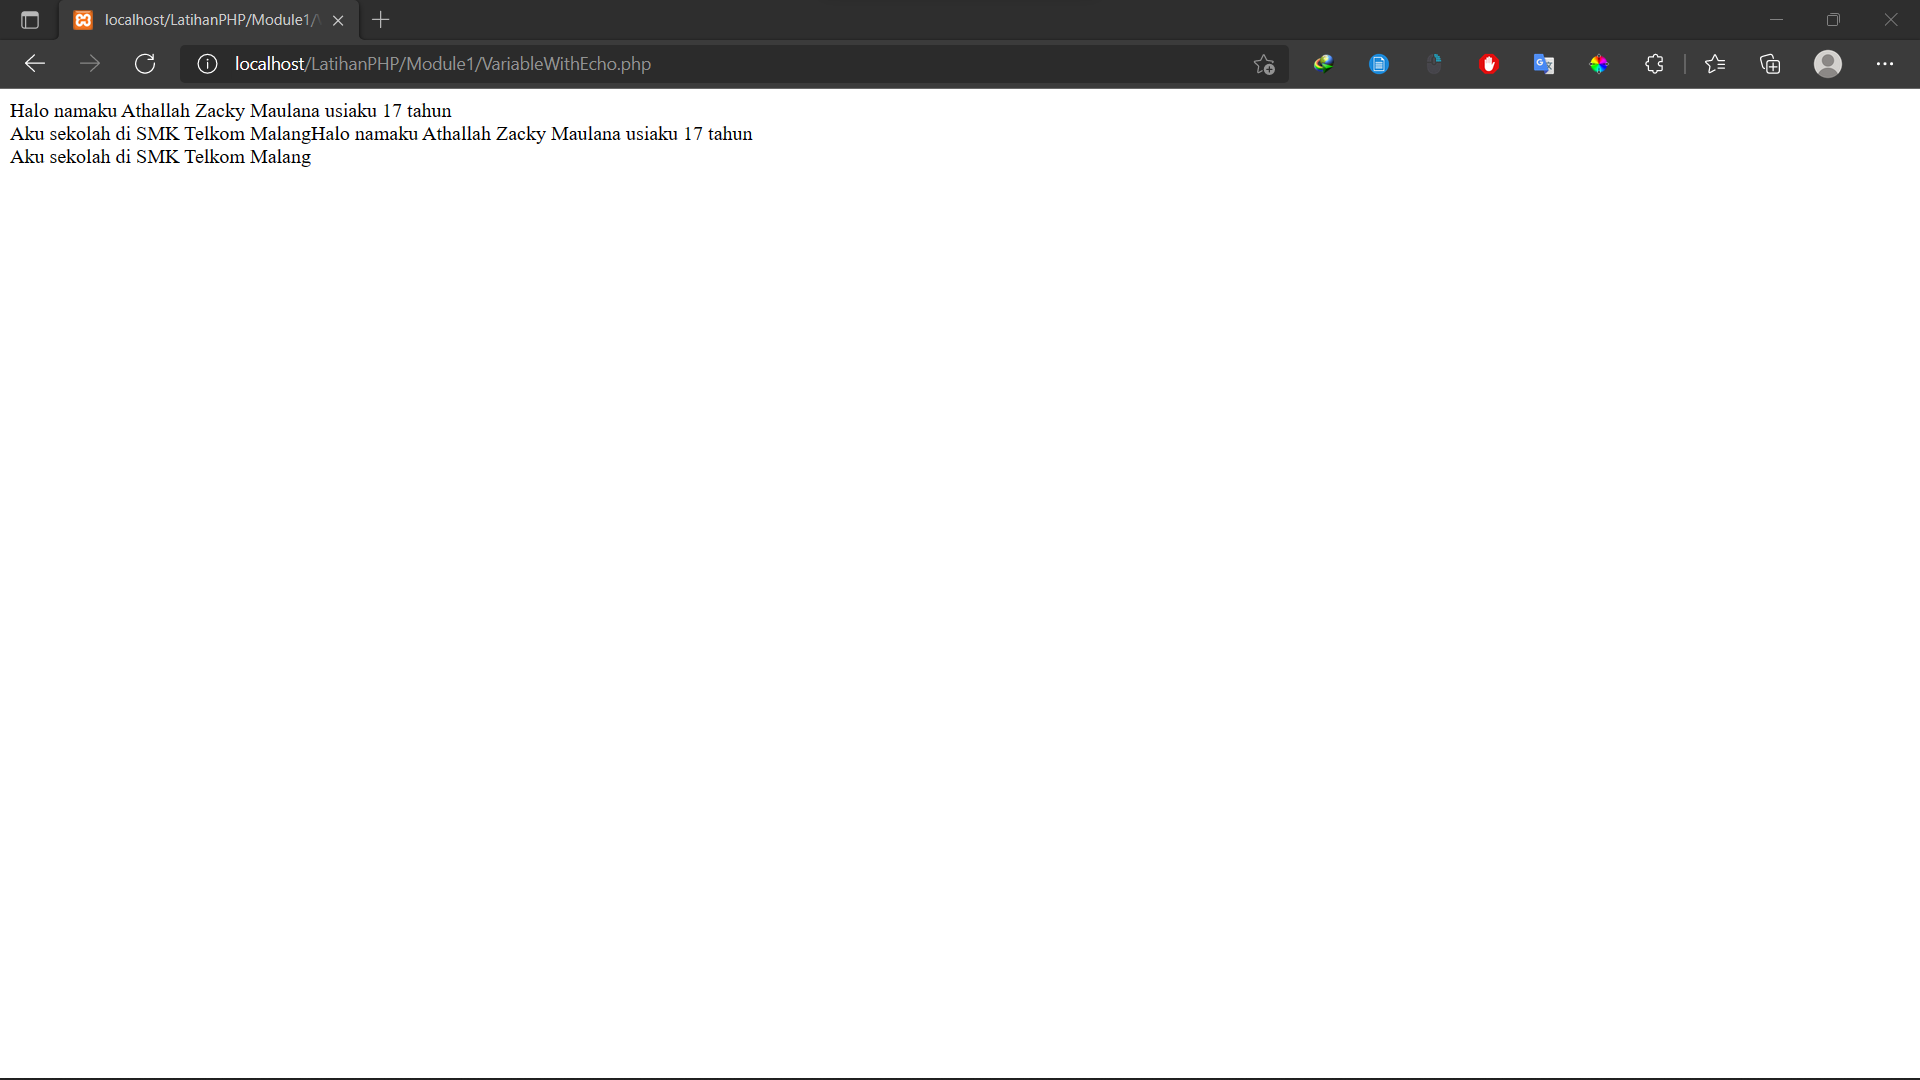 localhost/LatihanPHP/Module1/
localhost/LatihanPHP/Module1/VariableWithEcho.php
Halo namaku Athallah Zacky Maulana usiaku 17 tahun
Aku sekolah di SMK Telkom MalangHalo namaku Athallah Zacky Maulana usiaku 17 tahun
Aku sekolah di SMK Telkom Malang